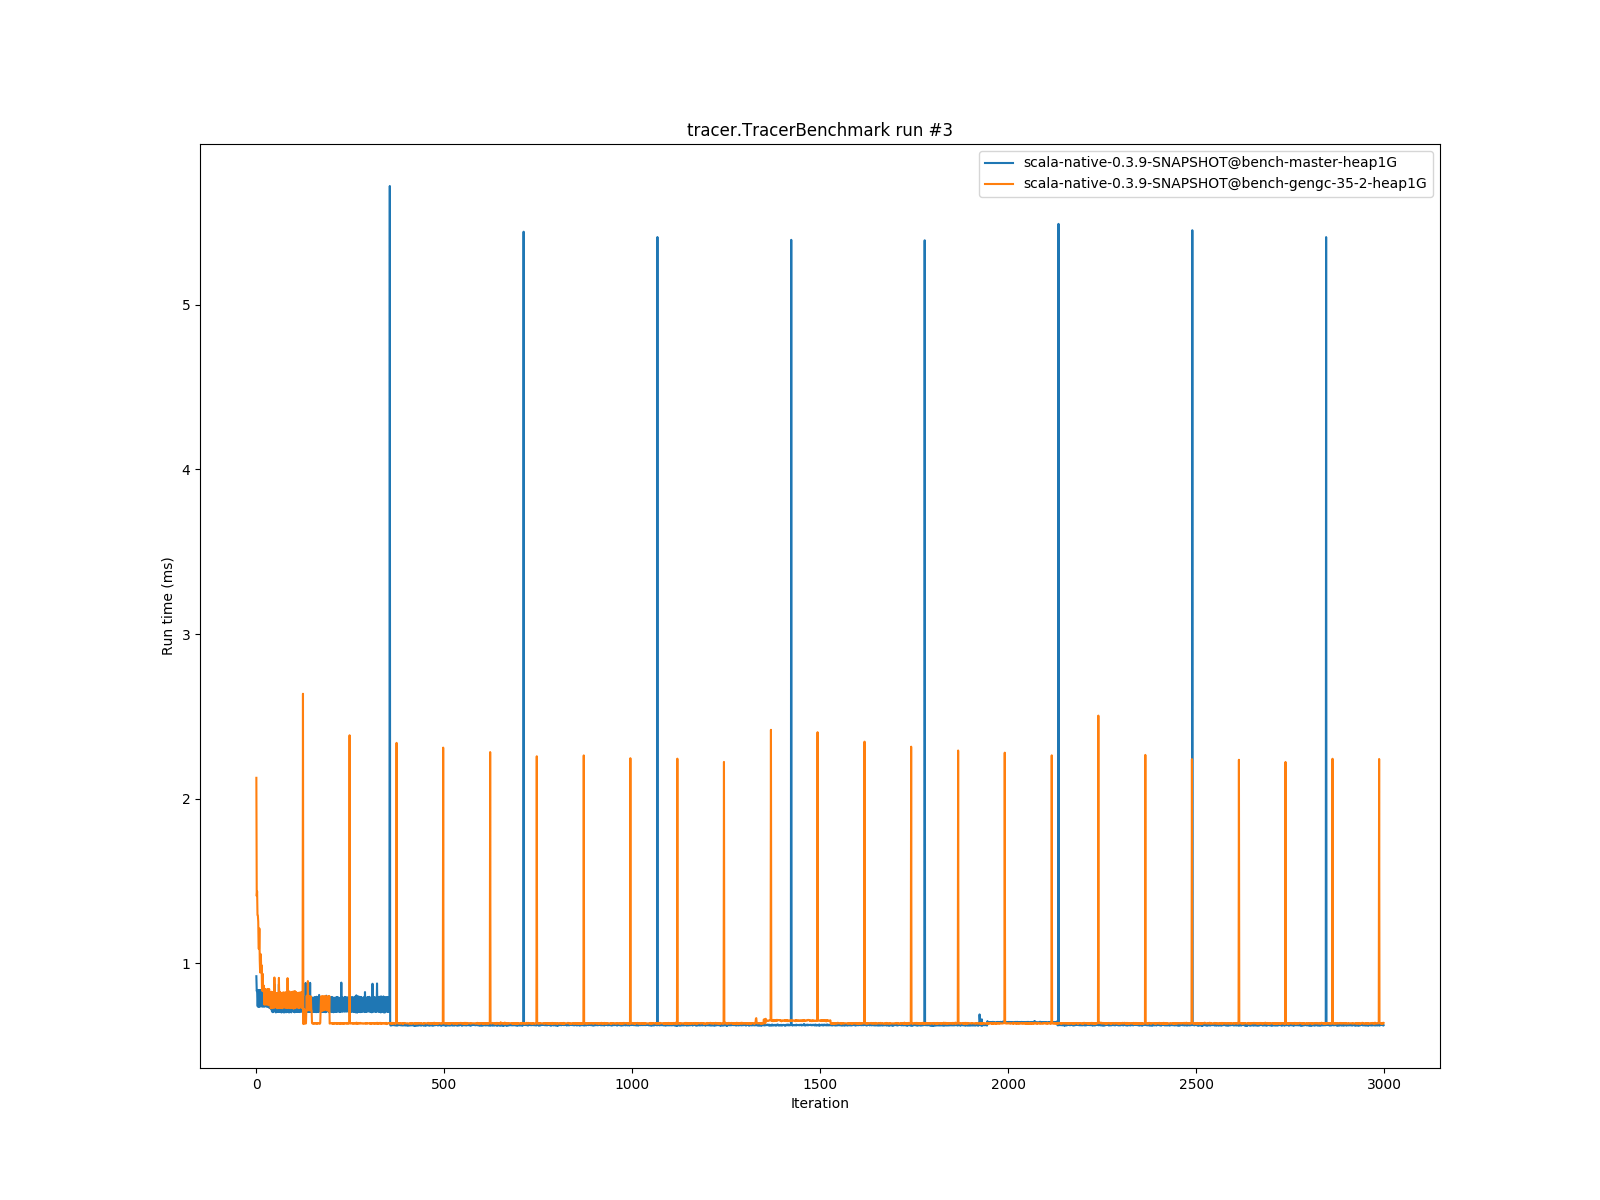 tracer.TracerBenchmark run #3
scala-native-0.3.9-SNAPSHOT@bench-master-heap1G
scala-native-0.3.9-SNAPSHOT@bench-gengc-35-2-heap1G
5
4
3
2
1
Run time (ms)
0 500 1000 1500 2000 2500 3000
Iteration